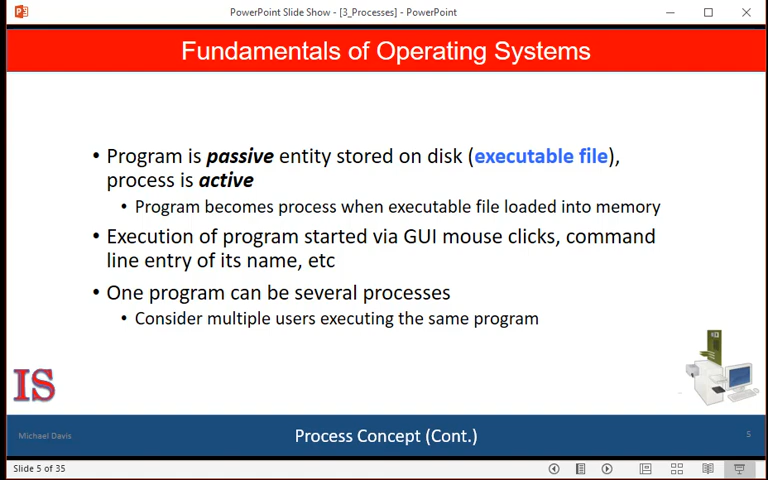 PowerPoint Slide Show - [3_Processes] - PowerPoint
Fundamentals of Operating Systems
• Program is passive entity stored on disk (executable file),
process is active
• Program becomes process when executable file loaded into memory
• Execution of program started via GUI mouse clicks, command
line entry of its name, etc
• One program can be several processes
• Consider multiple users executing the same program
IS
Michael Davis
Process Concept (Cont.)
5
Slide 5 of 35